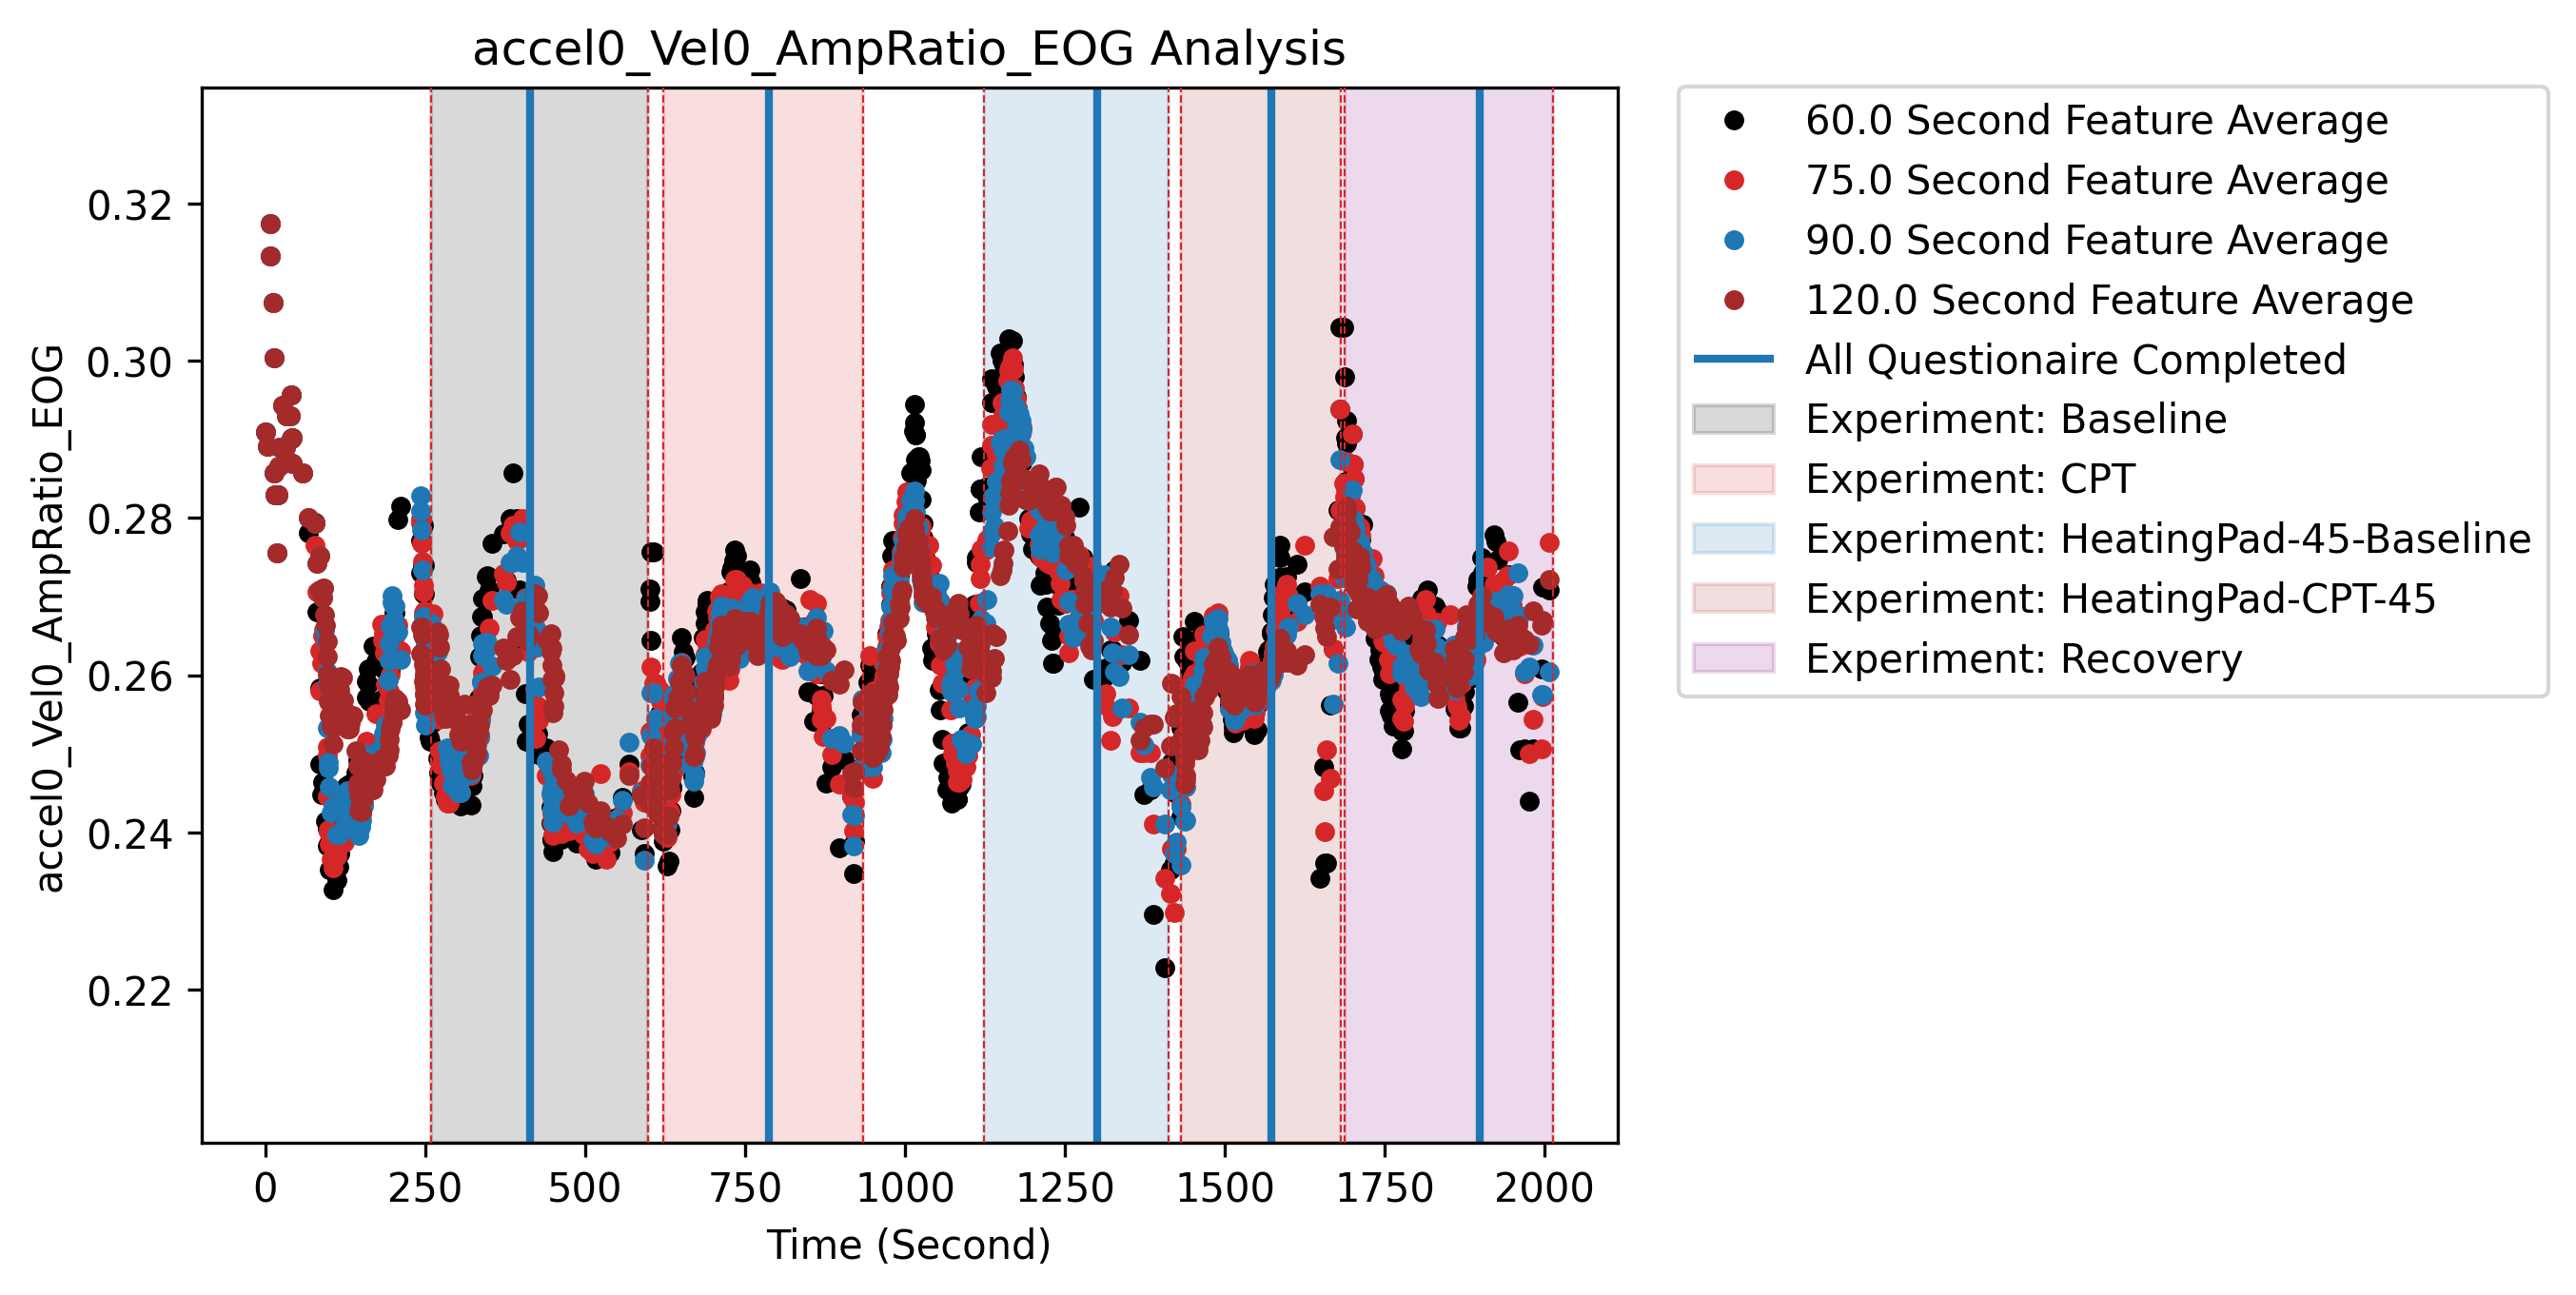 accel0_Vel0_AmpRatio_EOG Analysis
accel0_Vel0_AmpRatio_EOG
0.32
0.30
0.28
0.26
0.24
0.22
0 250 500 750 1000 1250 1500 1750 2000
Time (Second)
60.0 Second Feature Average
75.0 Second Feature Average
90.0 Second Feature Average
120.0 Second Feature Average
All Questionaire Completed
Experiment: Baseline
Experiment: CPT
Experiment: HeatingPad-45-Baseline
Experiment: HeatingPad-CPT-45
Experiment: Recovery